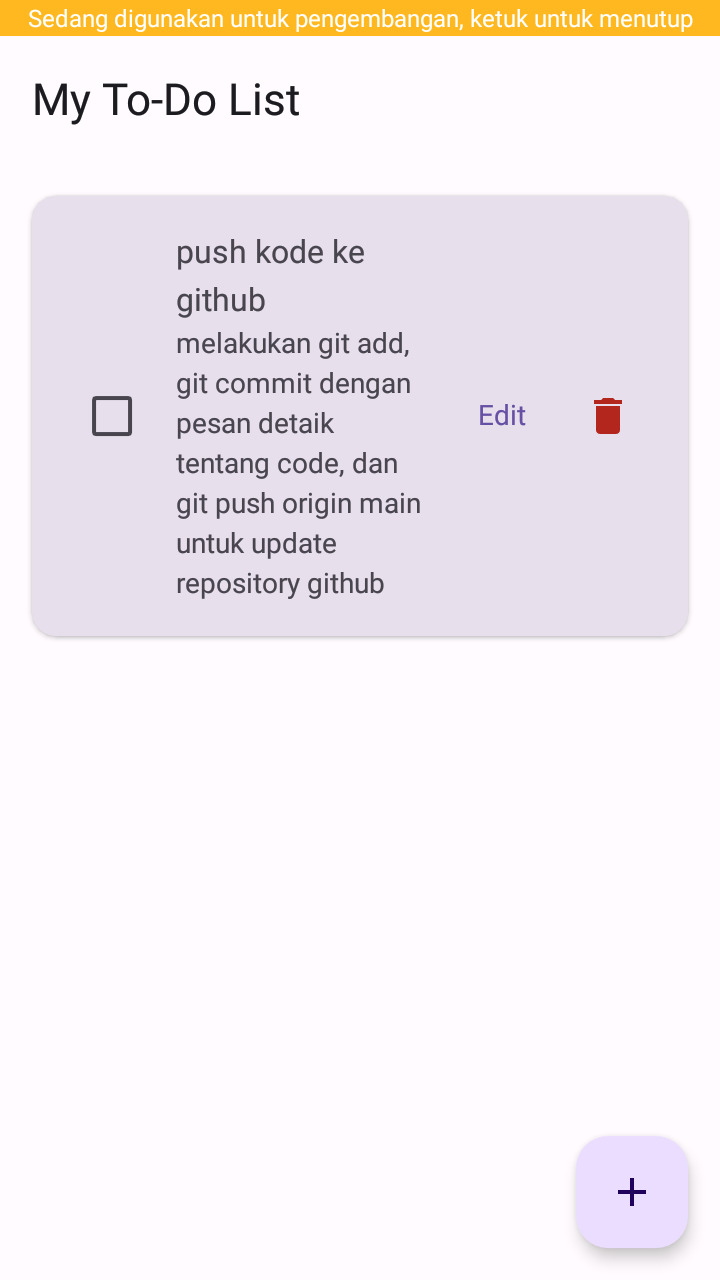 Sedang digunakan untuk pengembangan, ketuk untuk menutup
My To-Do List
push kode ke
github
melakukan git add,
git commit dengan
pesan detaik
tentang code, dan
git push origin main
untuk update
repository github
Edit